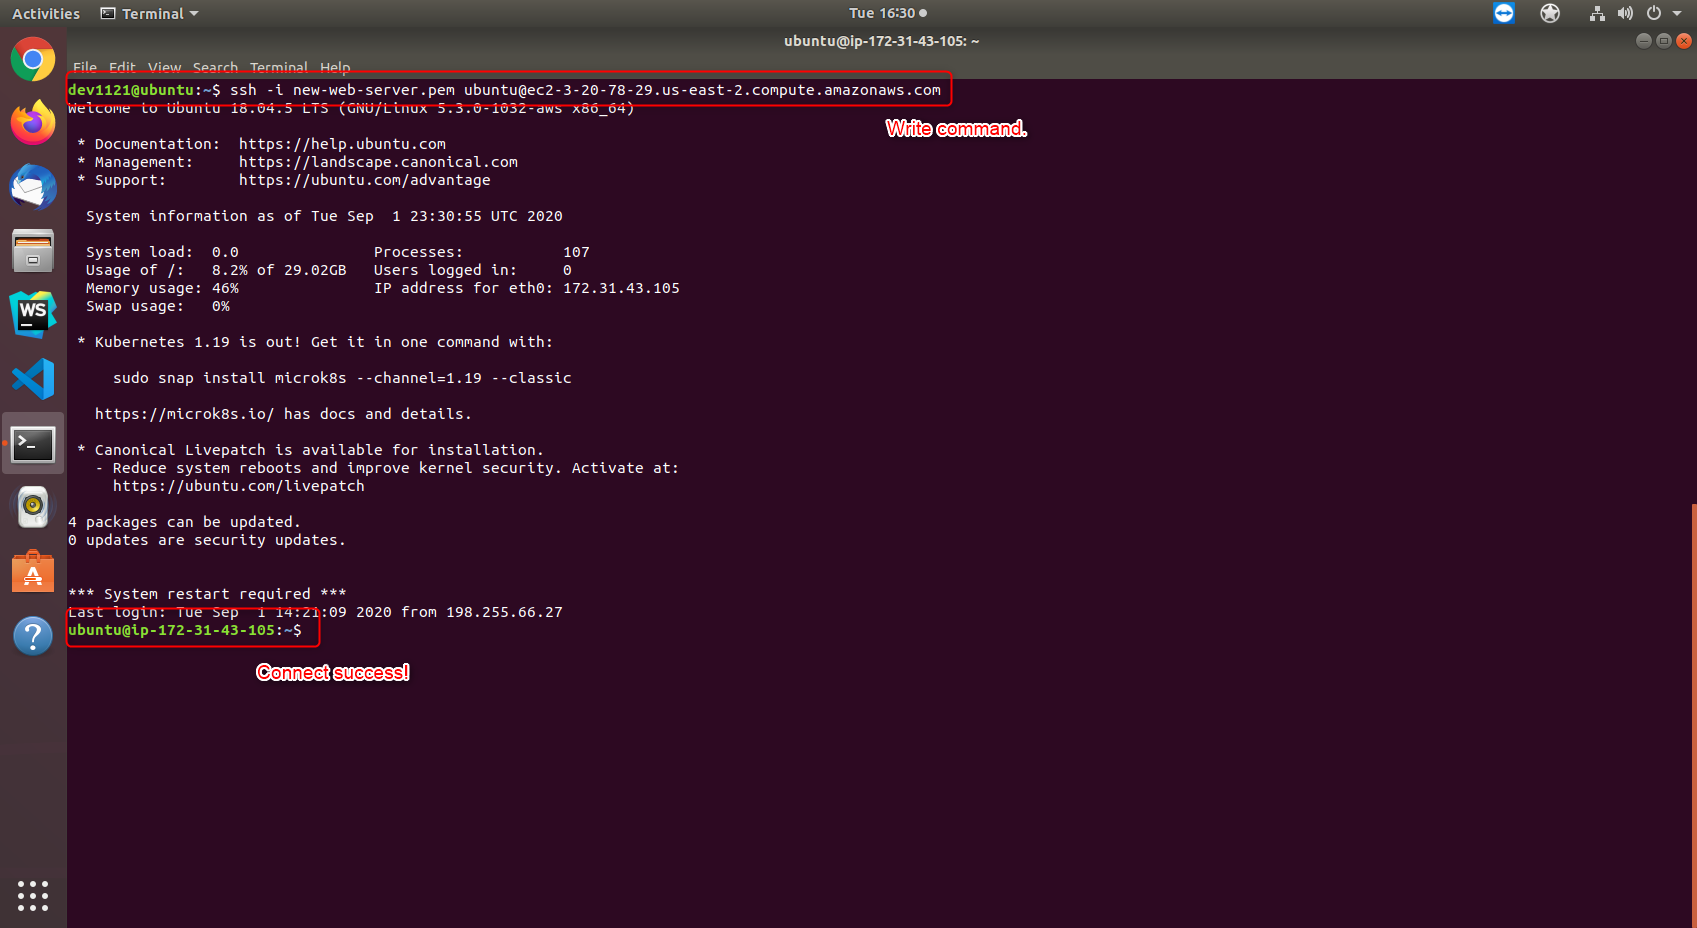 Activities Terminal Tue 16:30
ubuntu@ip-172-31-43-105: ~
File Edit View Search Terminal Help
dev1121@ubuntu:~$ ssh -i new-web-server.pem ubuntu@ec2-3-20-78-29.us-east-2.compute.amazonaws.com
Welcome to Ubuntu 18.04.5 LTS (GNU/Linux 5.3.0-1032-aws x86_64)
Write command.
* Documentation: https://help.ubuntu.com
* Management: https://landscape.canonical.com
* Support: https://ubuntu.com/advantage
System information as of Tue Sep 1 23:30:55 UTC 2020
System load: 0.0 Processes: 107
Usage of /: 8.2% of 29.02GB Users logged in: 0
Memory usage: 46% IP address for eth0: 172.31.43.105
Swap usage: 0%
* Kubernetes 1.19 is out! Get it in one command with:
sudo snap install microk8s --channel=1.19 --classic
https://microk8s.io/ has docs and details.
* Canonical Livepatch is available for installation.
- Reduce system reboots and improve kernel security. Activate at:
https://ubuntu.com/livepatch
4 packages can be updated.
0 updates are security updates.
*** System restart required ***
Last login: Tue Sep 1 14:21:09 2020 from 198.255.66.27
ubuntu@ip-172-31-43-105:~$
Connect success!
WS